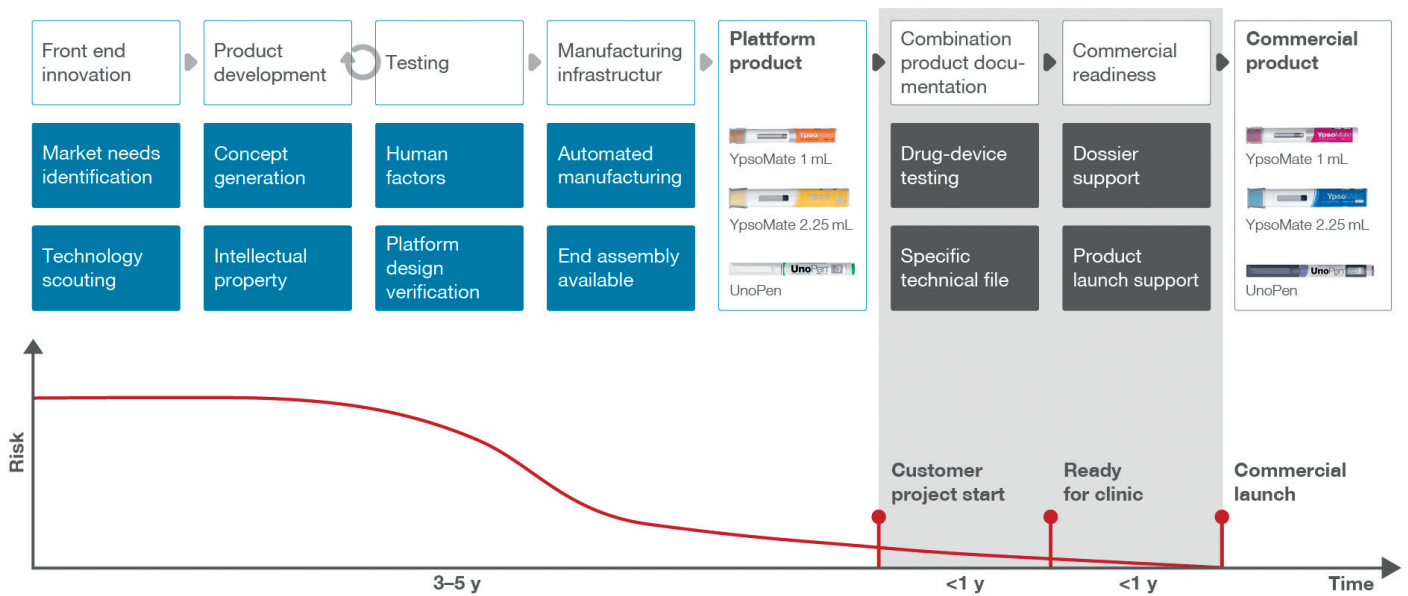 Front end
innovation
Product
development
Testing
Manufacturing
infrastructur
Plattform
product
Combination
product docu-
mentation
Commercial
readiness
Commercial
product
Market needs
identification
Concept
generation
Human
factors
Automated
manufacturing
YpsoMate 1 mL
YpsoMate 2.25 mL
UnoPen
UnoPen
Drug-device
testing
Dossier
support
YpsoMate 1 mL
YpsoMate 2.25 mL
UnoPen
UnoPen
Technology
scouting
Intellectual
property
Platform
design
verification
End assembly
available
Specific
technical file
Product
launch support
Risk
Customer
project start
Ready
for clinic
Commercial
launch
3–5 y
<1 y
<1 y
Time